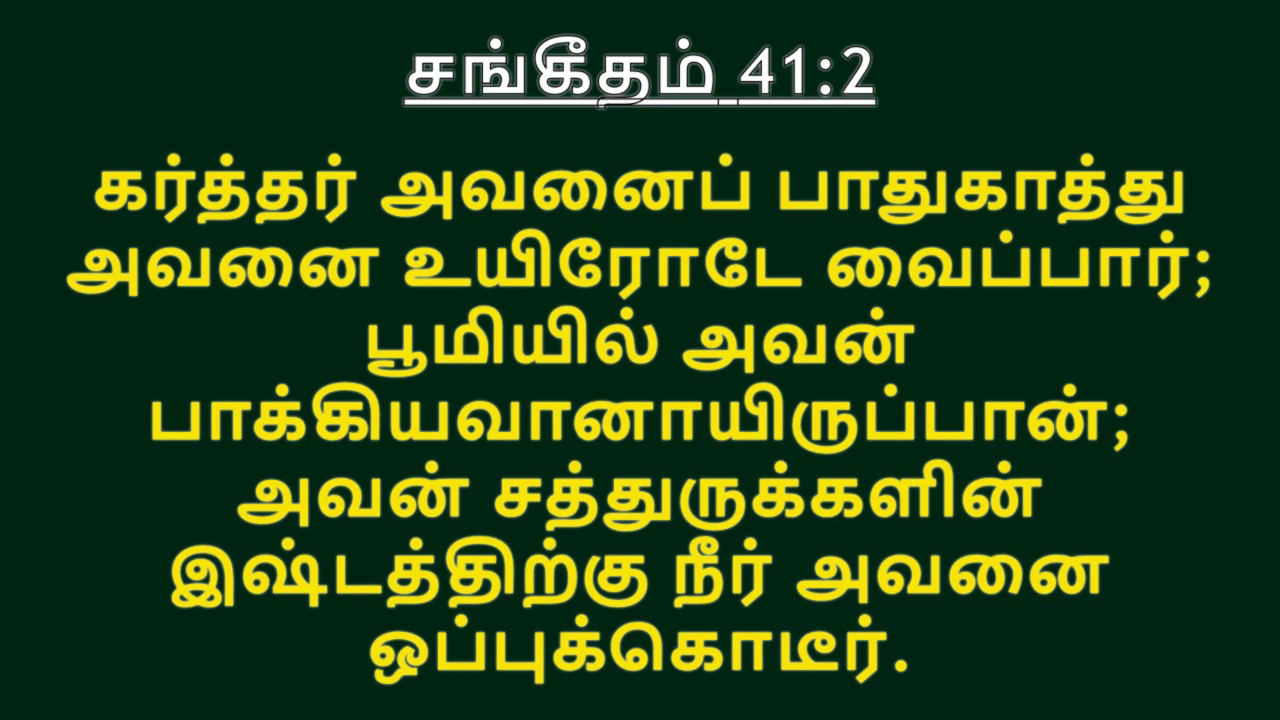 சங்கீதம் 41:2
கர்த்தர் அவனைப் பாதுகாத்து
அவனை உயிரோடே வைப்பார்;
பூமியில் அவன்
பாக்கியவானாயிருப்பான்;
அவன் சத்துருக்களின்
இஷ்டத்திற்கு நீர் அவனை
ஒப்புக்கொடீர்.